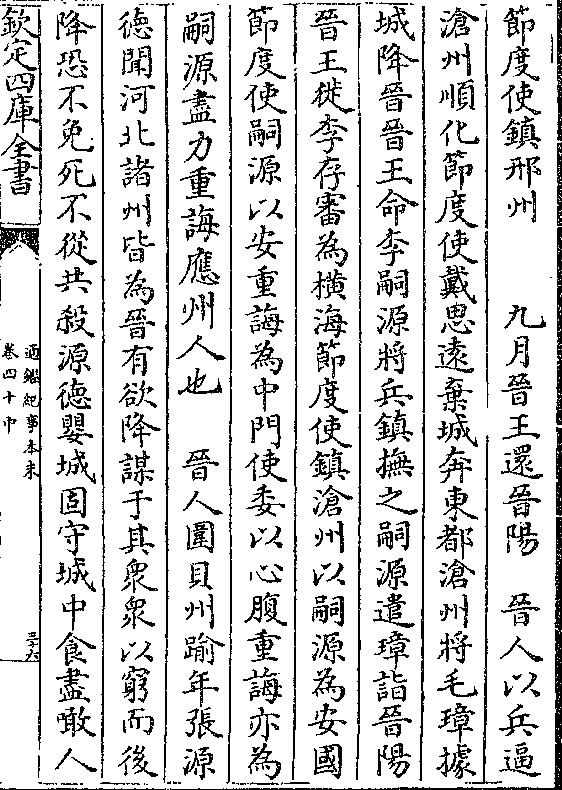 節度使鎮邢州　　九月晉王還晉陽　晉人以兵逼
滄州順化節度使戴思遠棄城奔東都滄州將毛璋據
城降晉晉王命李嗣源將兵鎮撫之嗣源遣璋詣晉陽
晉王徙李存審為橫海節度使鎮滄州以嗣源為安國
節度使嗣源以安重誨為中門使委以心腹重誨亦為
嗣源盡力重誨應州人也　晉人圍貝州踰年張源
德聞河北諸州皆為晉有欲降謀于其衆衆以窮而後
降恐不免死不從共殺源德嬰城固守城中食盡噉人
欽定四庫全書
通鑑紀事本末
卷四十中
三十六